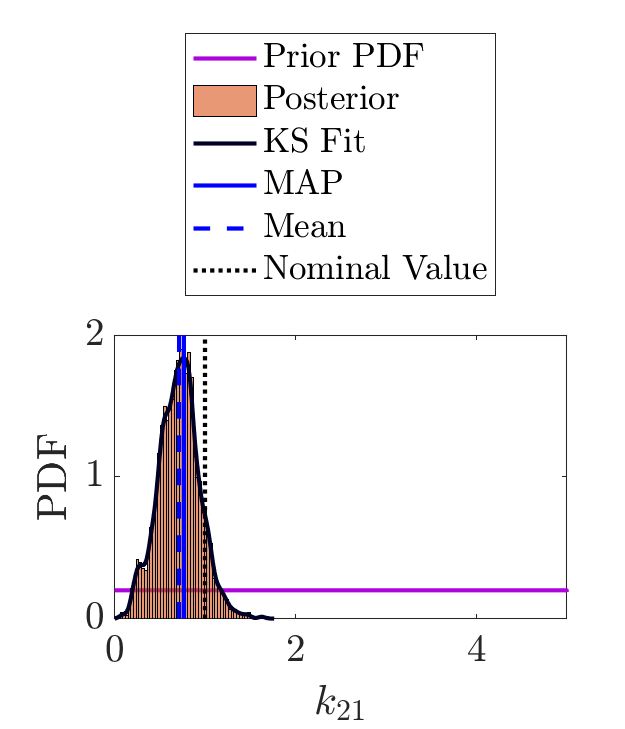 Prior PDF
Posterior
KS Fit
MAP
Mean
Nominal Value
2
1
0
PDF
0 2 4
k₂₁